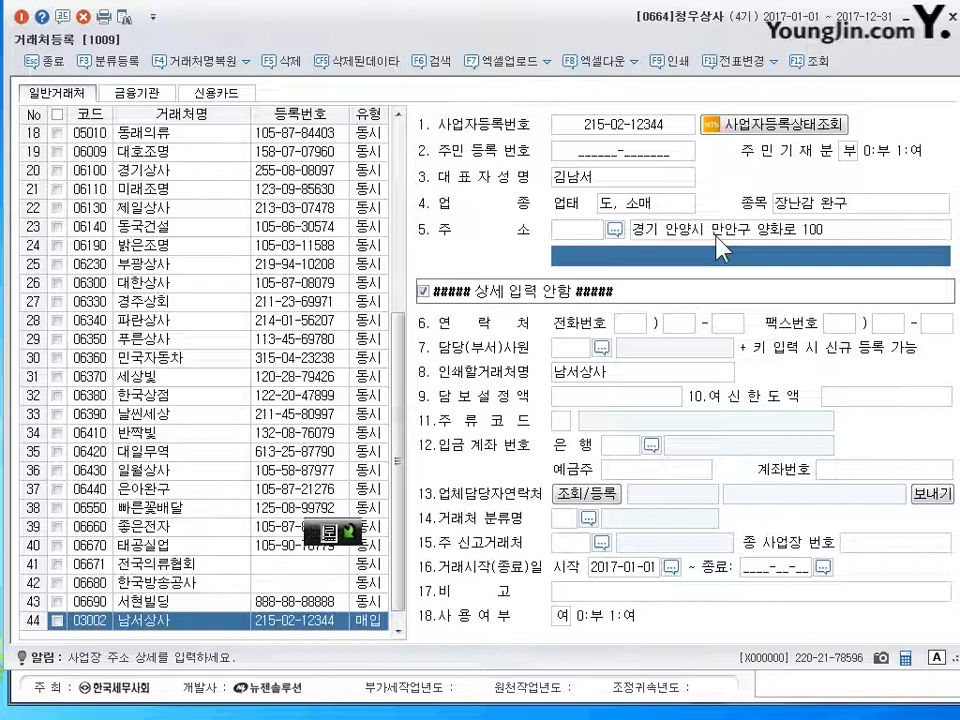 [0664]청우상사 (4기) 2017-01-01 ~ 2017-12-31
YoungJin.com Y.
거래처등록 [1009]
Esc 종료 F3 분류등록 F4 거래처명복원 F5 삭제 CF5 삭제된데이타 F6 검색 F7 엑셀업로드 F8 엑셀다운 F9 인쇄 F11 전표변경 F12 조회
일반거래처 금융기관 신용카드
No 코드 거래처명 등록번호 유형
18 05010 동래의류 105-87-84403 동시
19 06009 대호조명 158-07-07960 동시
20 06100 경기상사 255-08-08097 동시
21 06110 미래조명 123-09-85630 동시
22 06130 제일상사 213-03-07478 동시
23 06140 동국건설 105-86-30574 동시
24 06190 밝은조명 105-03-11588 동시
25 06230 부광상사 219-94-10208 동시
26 06300 대한상사 105-87-08079 동시
27 06330 경주상회 211-23-69971 동시
28 06340 파란상사 214-01-56207 동시
29 06350 푸른상사 113-45-69780 동시
30 06360 민국자동차 315-04-23238 동시
31 06370 세상빛 120-28-79426 동시
32 06380 한국상점 122-20-47899 동시
33 06390 날씬세상 211-45-80997 동시
34 06410 반짝빛 132-08-76079 동시
35 06420 대일무역 613-25-87790 동시
36 06430 일월상사 105-58-87977 동시
37 06440 은아완구 105-87-21276 동시
38 06550 빠른꽃배달 125-08-99792 동시
39 06660 좋은전자 105-87- 동시
40 06670 태공실업 105-90- 동시
41 06671 전국의류협회 동시
42 06680 한국방송공사 동시
43 06690 서현빌딩 888-88-88888 동시
44 03002 남서상사 215-02-12344 매입
1. 사업자등록번호 215-02-12344 NTS 사업자등록상태조회
2. 주민 등록 번호 ______-_______ 주 민 기 재 분 부 0:부 1:여
3. 대 표 자 성 명 김남서
4. 업 종 업태 도, 소매 종목 장난감 완구
5. 주 소 경기 안양시 만안구 양화로 100
##### 상세 입력 안함 #####
6. 연 락 처 전화번호 ) - 팩스번호 ) -
7. 담당(부서)사원 + 키 입력 시 신규 등록 가능
8. 인쇄할거래처명 남서상사
9. 담 보 설 정 액 10.여 신 한 도 액
11.주 류 코 드
12.입금 계좌 번호 은 행
예금주 계좌번호
13.업체담당자연락처 조회/등록 보내기
14.거래처 분류명
15.주 신고거래처 종 사업장 번호
16.거래시작(종료)일 시작 2017-01-01 ~ 종료: ____-__-__
17.비 고
18.사 용 여 부 여 0:부 1:여
알림: 사업장 주소 상세를 입력하세요. [X000000] 220-21-78596 A
주 최 : 한국세무사회 개발사 : 뉴젠솔루션 부가세작업년도 : 원천작업년도 : 조정귀속년도 :